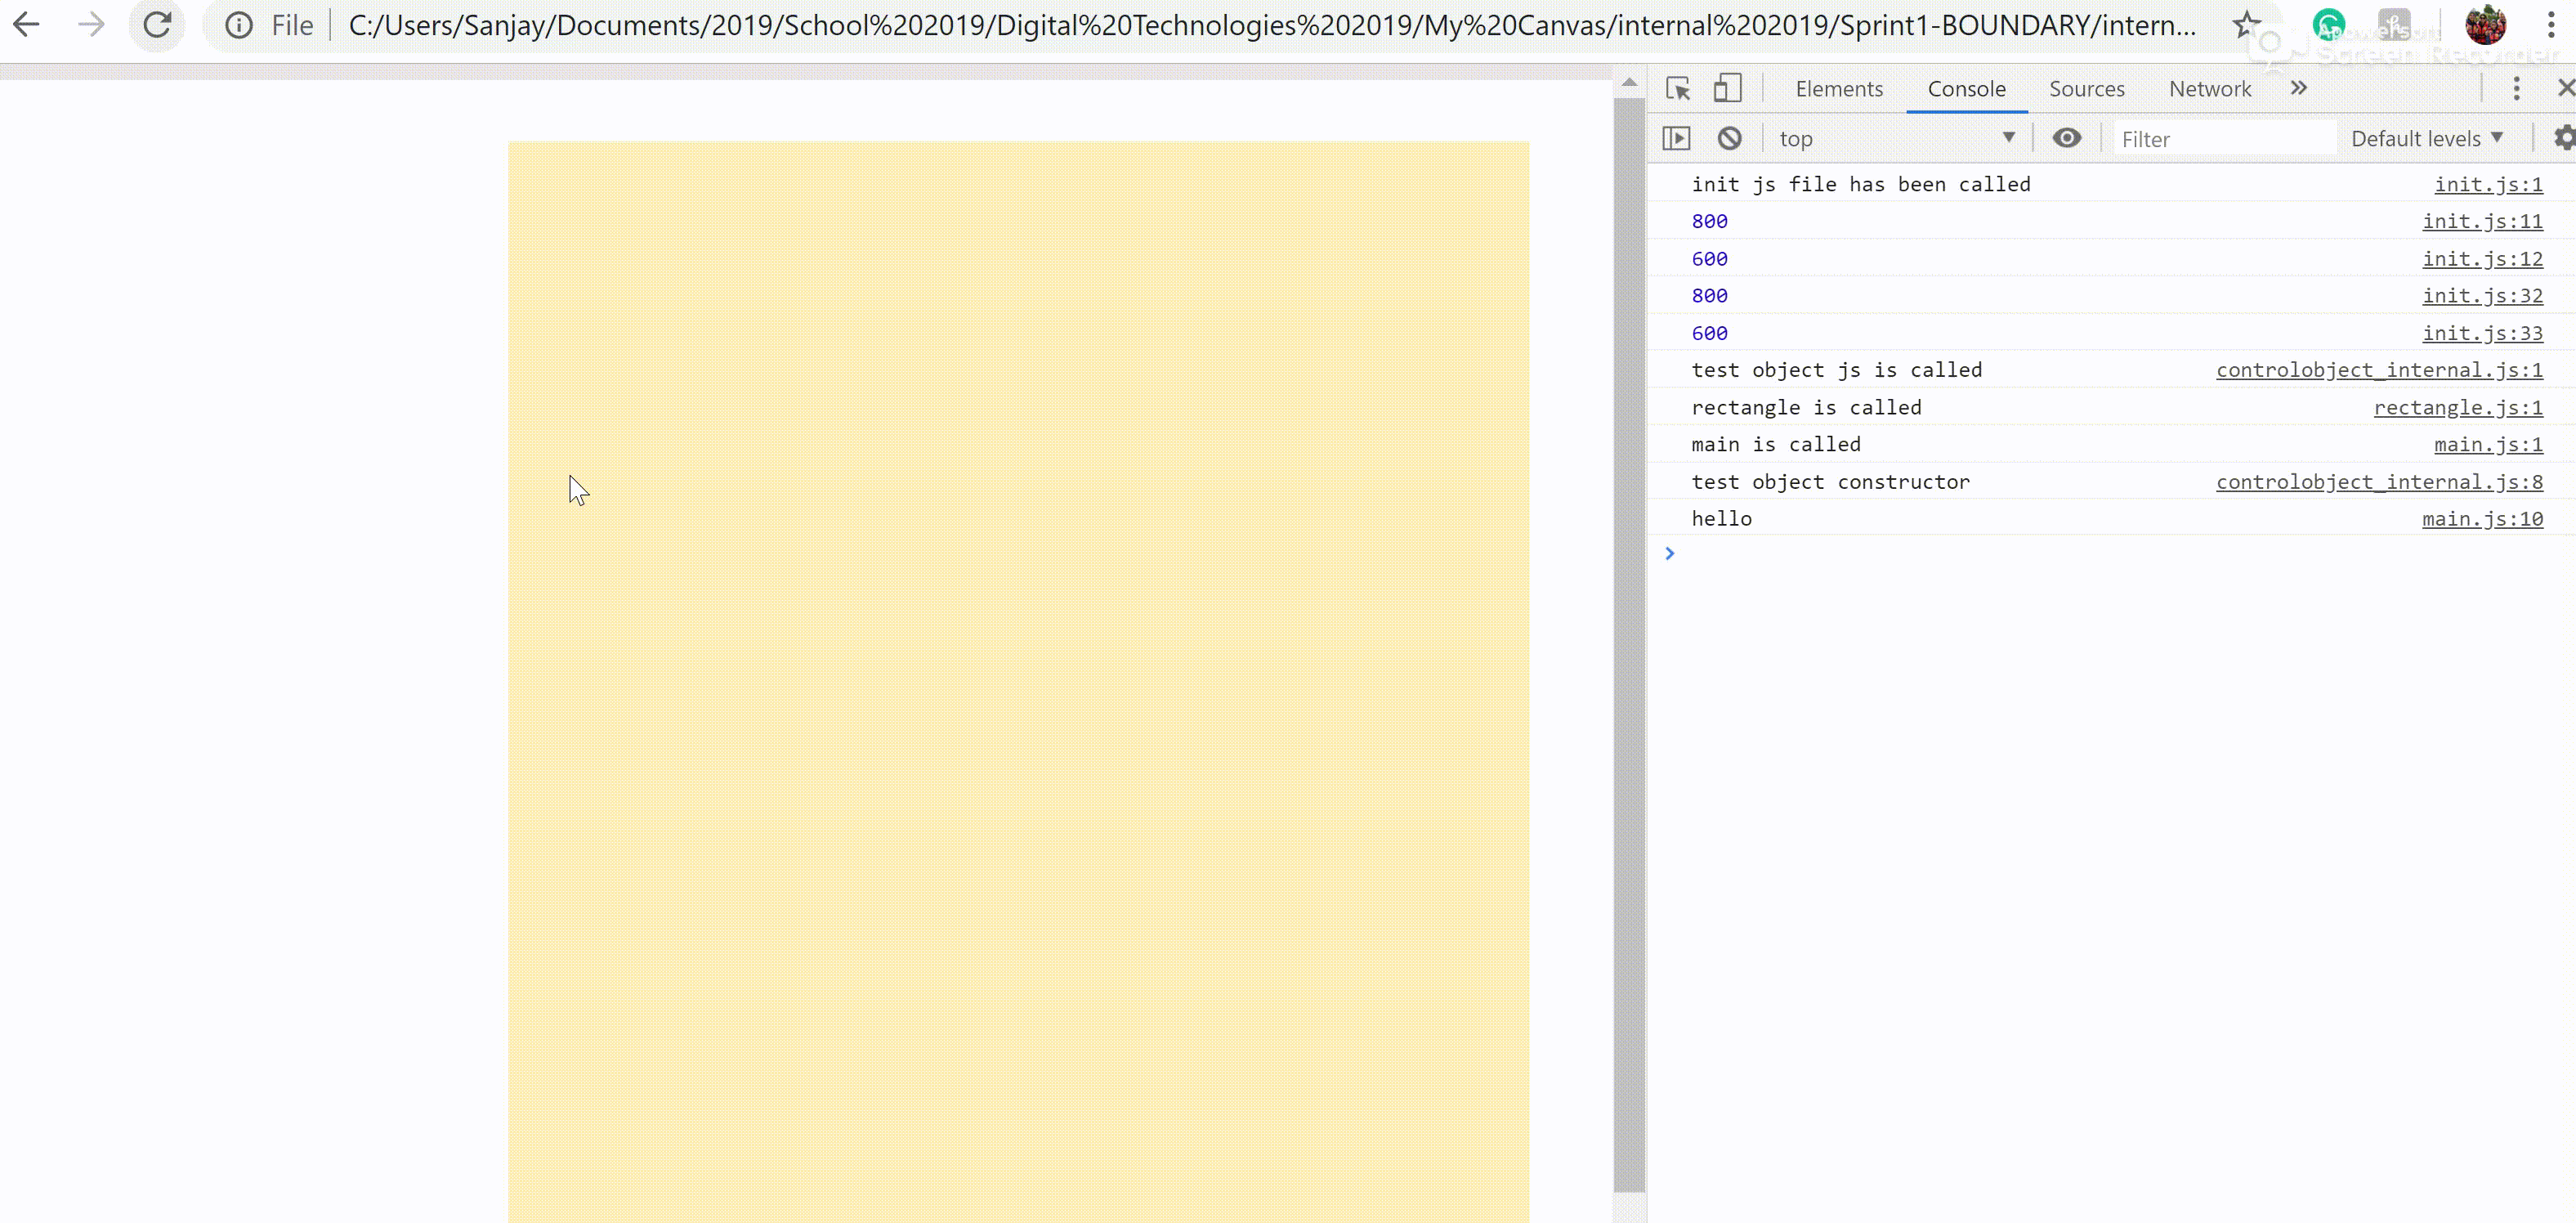 File C:/Users/Sanjay/Documents/2019/School%202019/Digital%20Technologies%202019/My%20Canvas/internal%202019/Sprint1-BOUNDARY/intern...
Apowersoft
Screen Recorder
Elements Console Sources Network »
top Filter Default levels
init js file has been called init.js:1
800 init.js:11
600 init.js:12
800 init.js:32
600 init.js:33
test object js is called controlobject_internal.js:1
rectangle is called rectangle.js:1
main is called main.js:1
test object constructor controlobject_internal.js:8
hello main.js:10